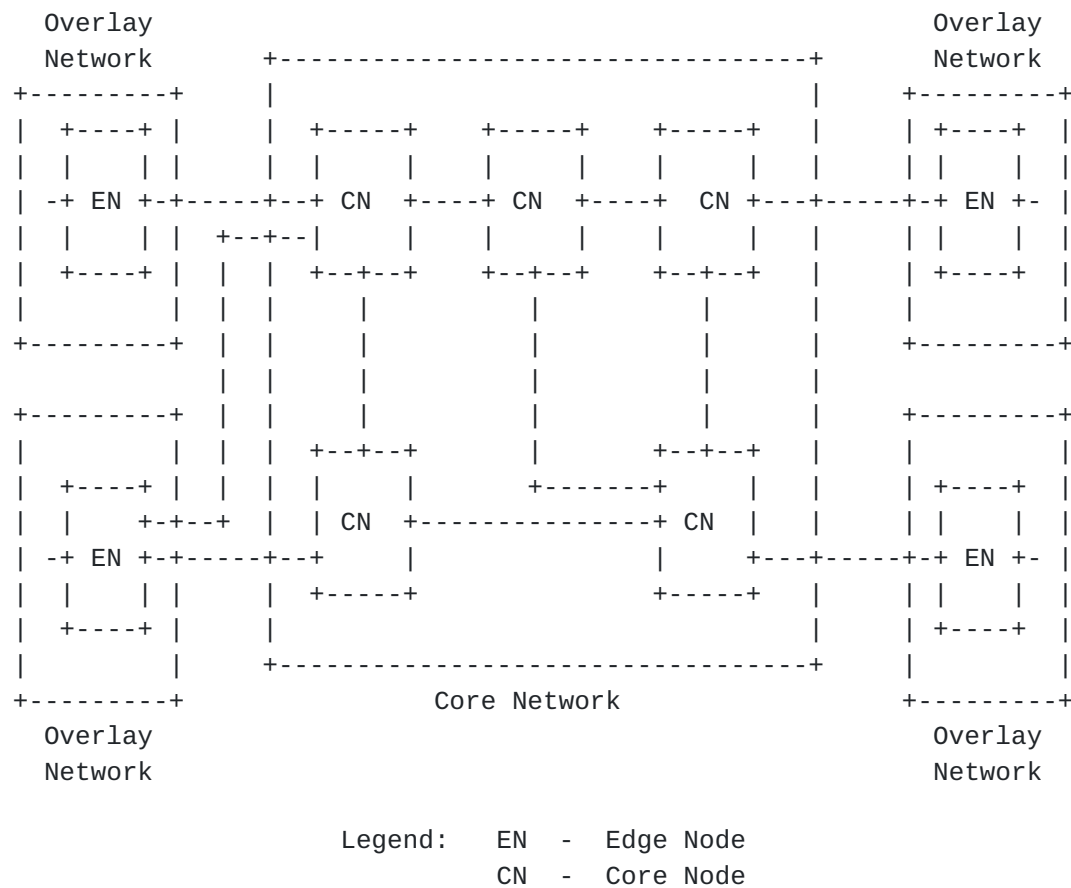 Overlay Overlay
Network Network
EN CN CN CN EN
CN CN
EN EN
Core Network
Overlay Overlay
Network Network
Legend: EN - Edge Node
CN - Core Node